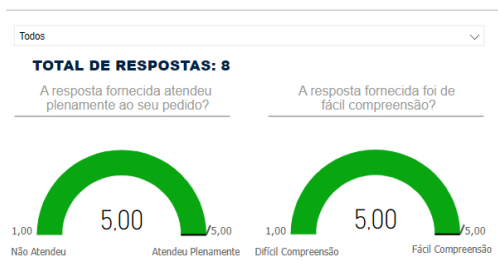 Todos
TOTAL DE RESPOSTAS: 8
A resposta fornecida atendeu
plenamente ao seu pedido?
1,00
5,00
5,00
Não Atendeu
Atendeu Plenamente
A resposta fornecida foi de
fácil compreensão?
1,00
5,00
5,00
Difícil Compreensão
Fácil Compreensão